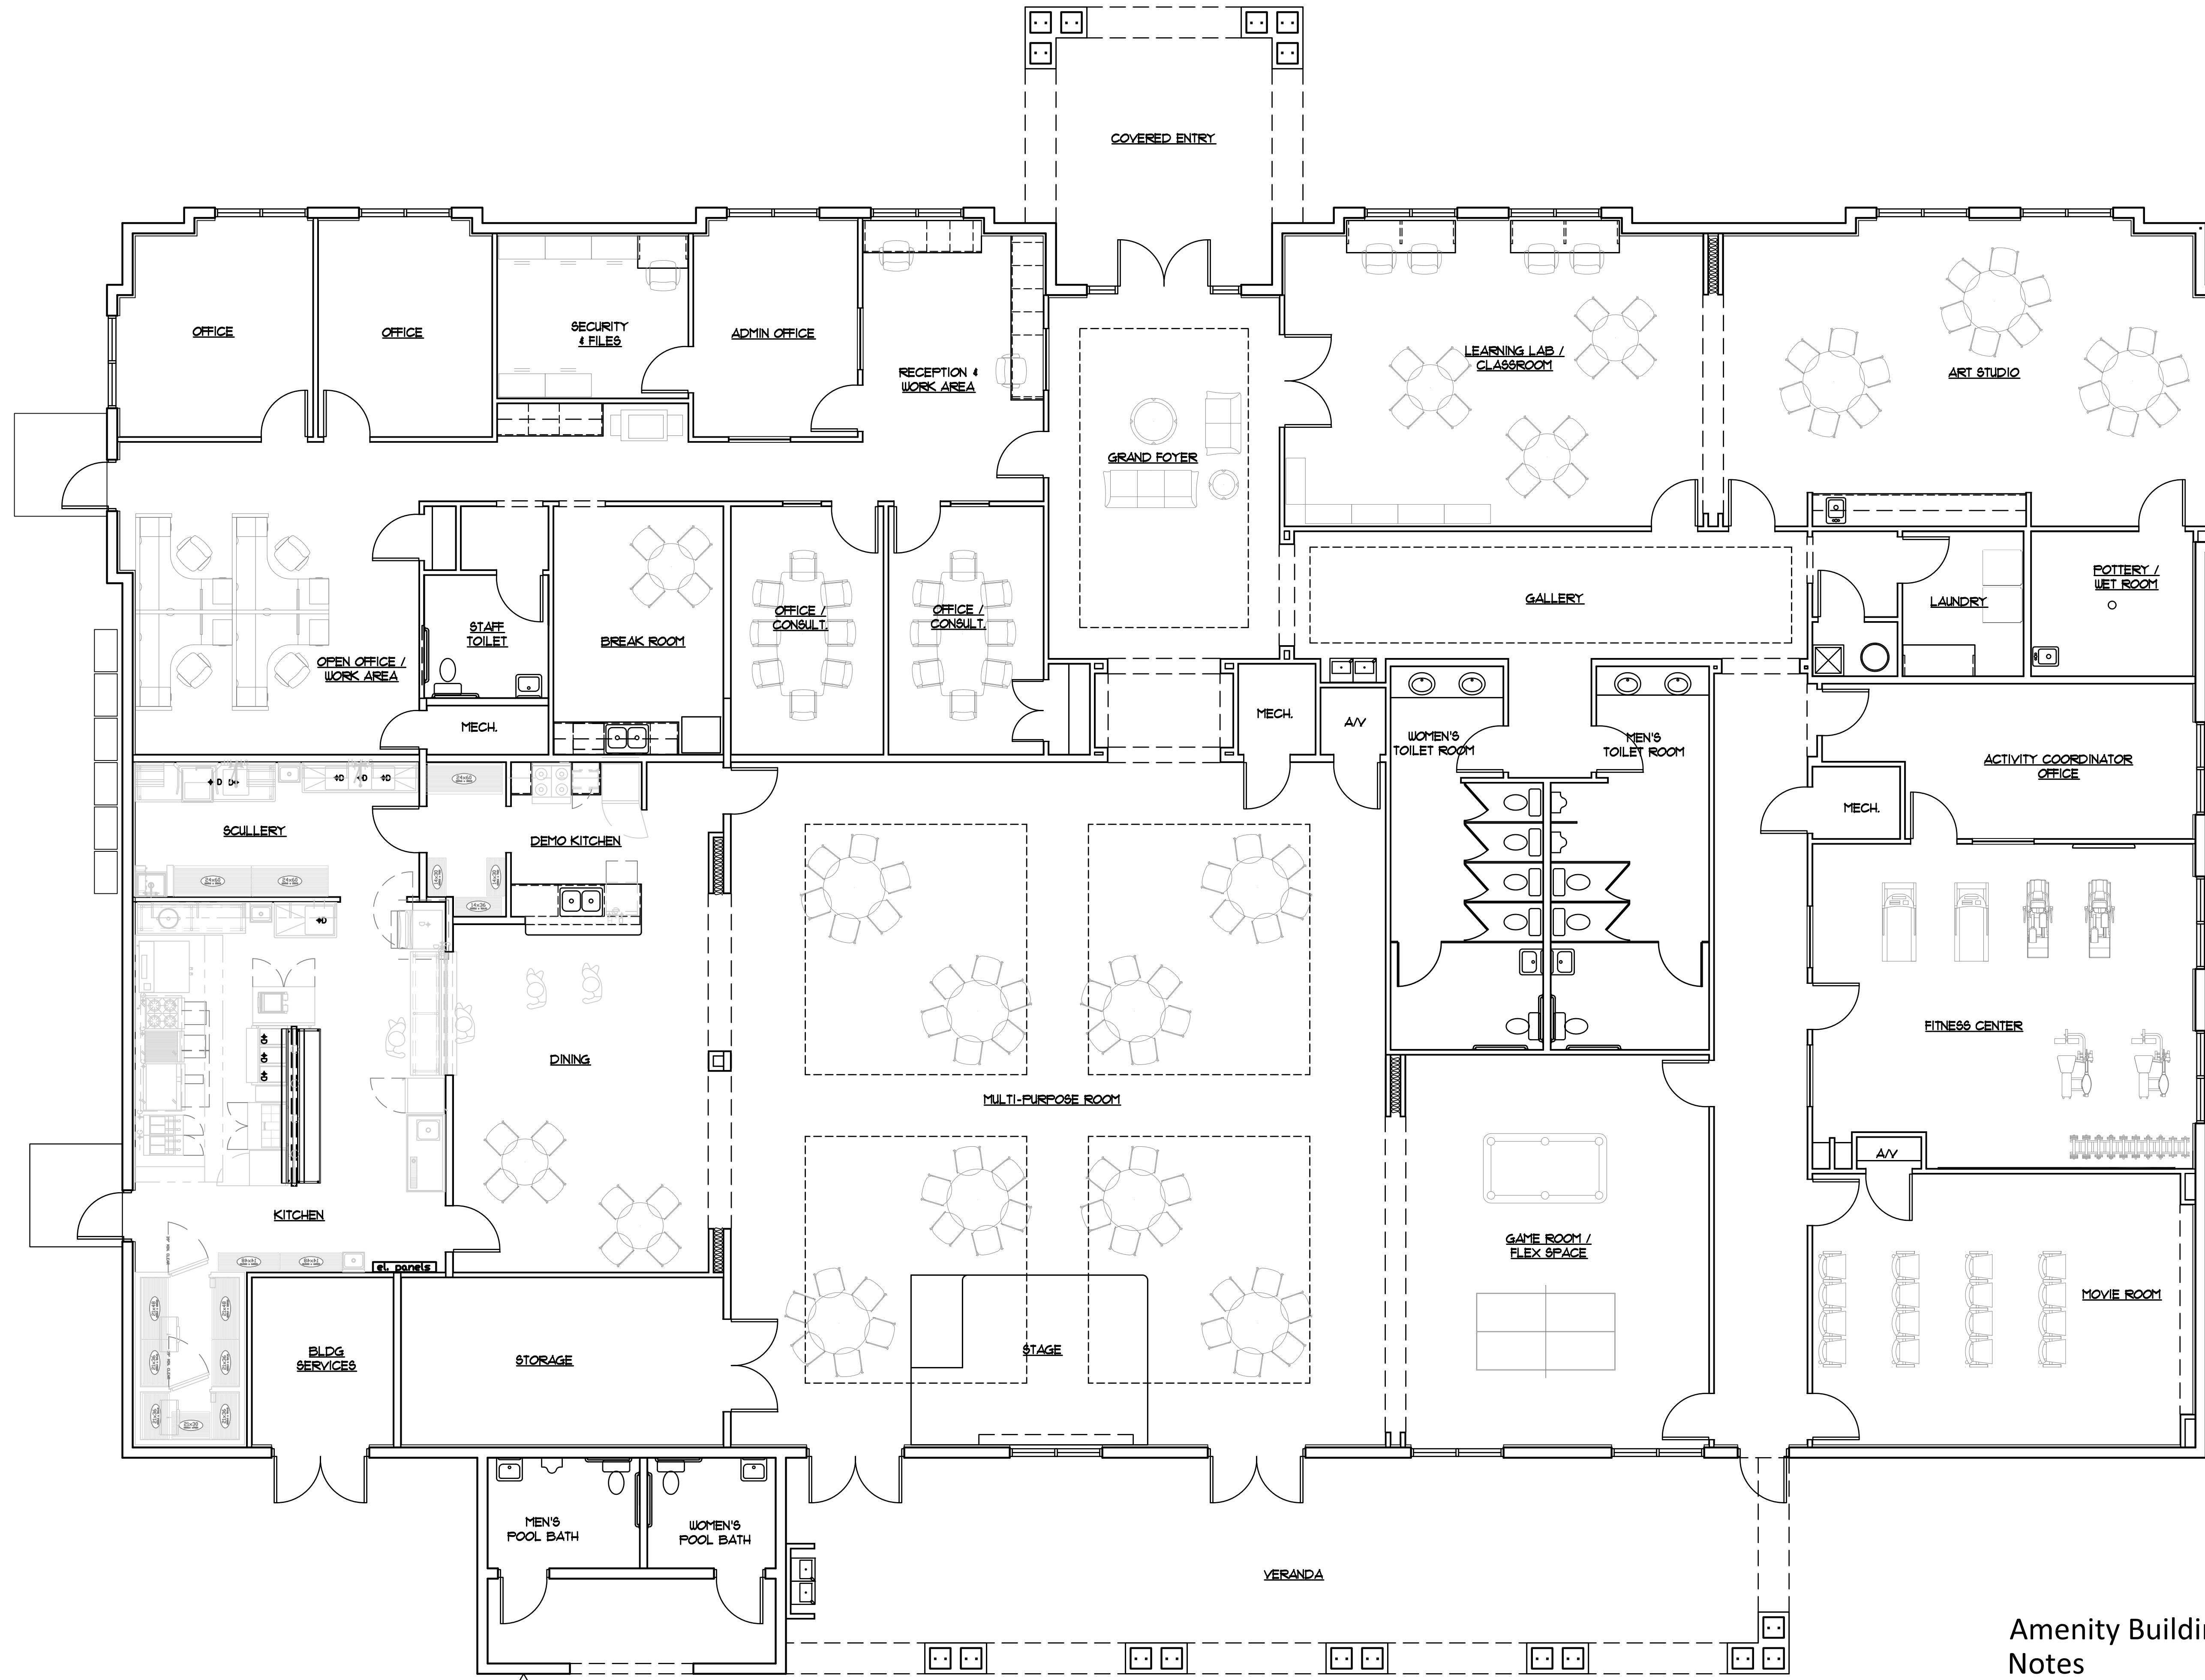 COVERED ENTRY
OFFICE
OFFICE
SECURITY
& FILES
ADMIN OFFICE
RECEPTION &
WORK AREA
LEARNING LAB /
CLASSROOM
ART STUDIO
GRAND FOYER
GALLERY
LAUNDRY
POTTERY /
WET ROOM
OPEN OFFICE /
WORK AREA
STAFF
TOILET
BREAK ROOM
OFFICE /
CONSULT.
OFFICE /
CONSULT.
MECH.
MECH.
A/V
WOMEN'S
TOILET ROOM
MEN'S
TOILET ROOM
ACTIVITY COORDINATOR
OFFICE
MECH.
SCULLERY
DEMO KITCHEN
DINING
MULTI-PURPOSE ROOM
FITNESS CENTER
A/V
KITCHEN
el. panels
GAME ROOM /
FLEX SPACE
MOVIE ROOM
BLDG
SERVICES
STORAGE
STAGE
MEN'S
POOL BATH
WOMEN'S
POOL BATH
VERANDA
Amenity Buildin
Notes